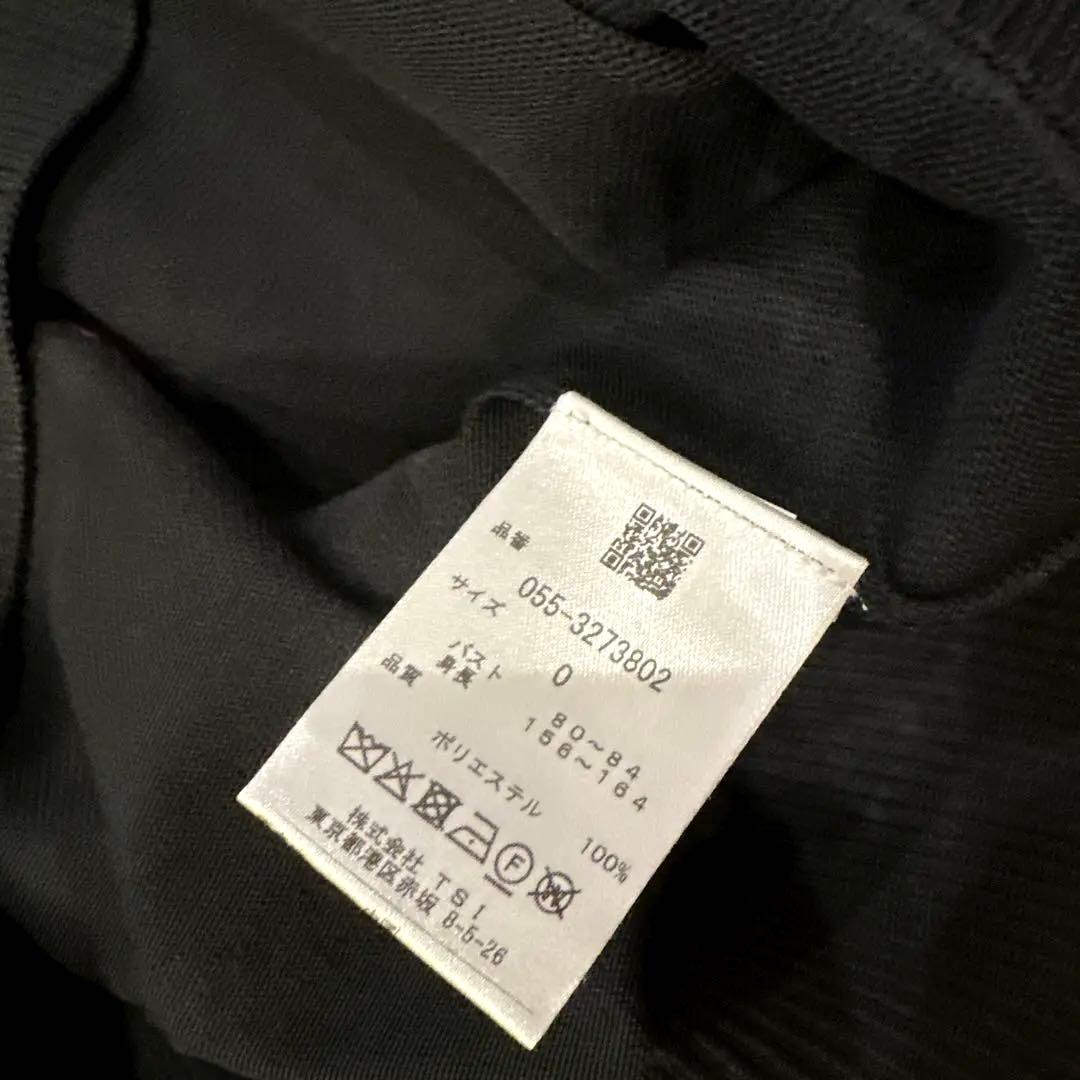 品番
055-3273802
サイズ 0
バスト 80〜84
身長 156〜164
品質
ポリエステル 100%
F
W
株式会社 TSI
東京都港区赤坂 8-5-26